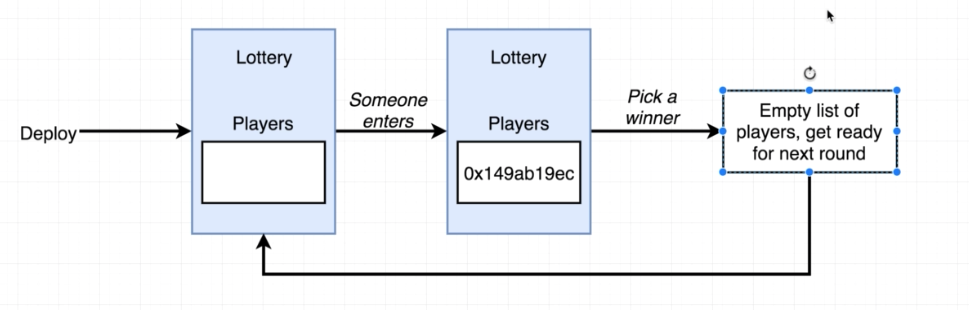 Deploy
Lottery
Players
Someone
enters
Lottery
Players
0x149ab19ec
Pick a
winner
Empty list of
players, get ready
for next round